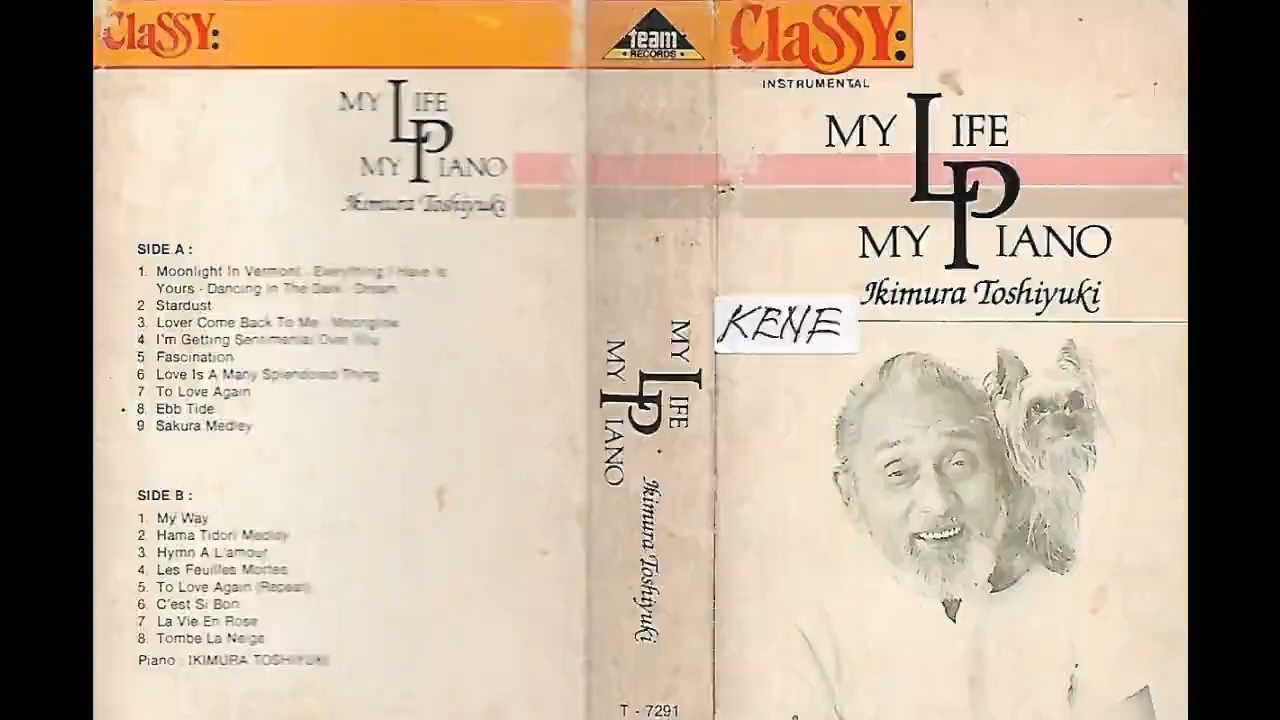 ClaSSY:
MY LIFE
MY PIANO
Ikimura Toshiyuki
SIDE A :
1. Moonlight In Vermont - Everything I Have Is
Yours - Dancing In The Dark - Dream
2 Stardust
3. Lover Come Back To Me - Moonglow
4 I'm Getting Sentimental Over You
5 Fascination
6 Love Is A Many Splendored Thing
7 To Love Again
8 Ebb Tide
9 Sakura Medley
SIDE B :
1. My Way
2. Hama Tidori Medley
3. Hymn A L'amour
4. Les Feuilles Mortes
5. To Love Again (Repeat)
6. C'est Si Bon
7 La Vie En Rose
8. Tombe La Neige
Piano : IKIMURA TOSHIYUKI
team
RECORDS
MY LIFE
MY PIANO
Ikimura Toshiyuki
T - 7291
ClaSSY:
INSTRUMENTAL
MY LIFE
MY PIANO
Ikimura Toshiyuki
KENE